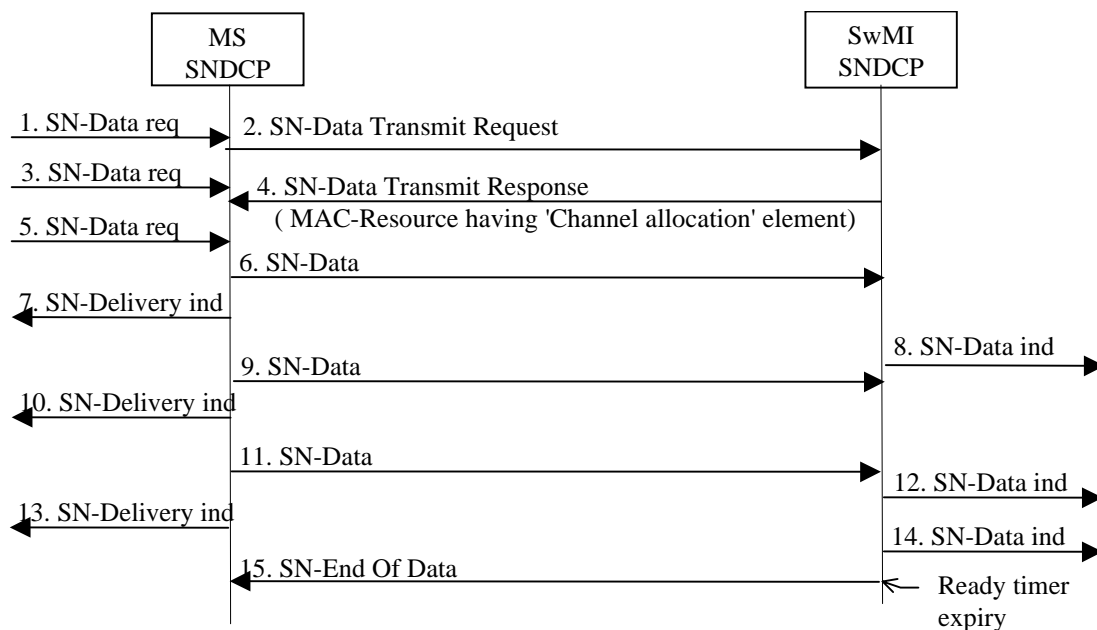 MS
SNDCP
SwMI
SNDCP
1. SN-Data req
2. SN-Data Transmit Request
3. SN-Data req
4. SN-Data Transmit Response
( MAC-Resource having 'Channel allocation' element)
5. SN-Data req
6. SN-Data
7. SN-Delivery ind
8. SN-Data ind
9. SN-Data
10. SN-Delivery ind
11. SN-Data
12. SN-Data ind
13. SN-Delivery ind
14. SN-Data ind
15. SN-End Of Data
Ready timer
expiry